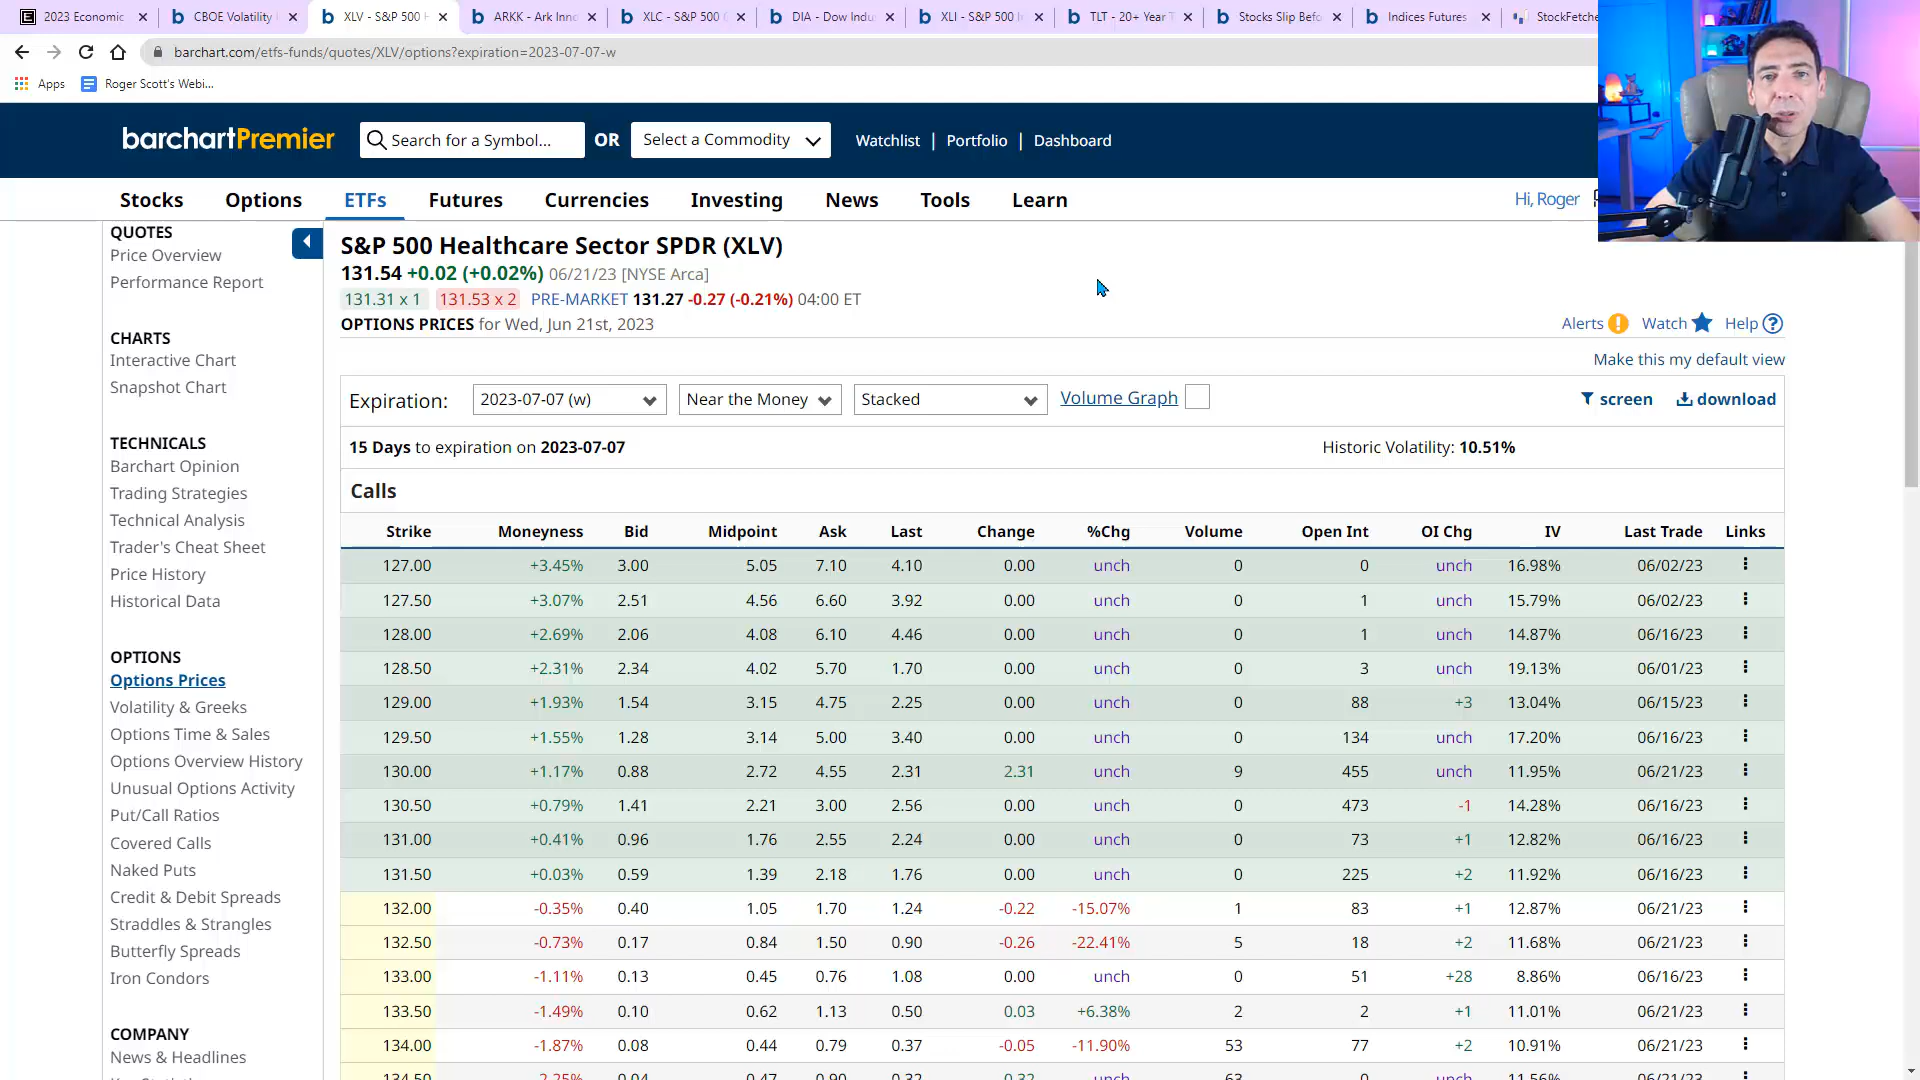 2023 Economic
CBOE Volatility
XLV - S&P 500 H
ARKK - Ark Inno
XLC - S&P 500 C
DIA - Dow Indu
XLI - S&P 500 In
TLT - 20+ Year T
Stocks Slip Befo
Indices Futures
StockFetche
barchart.com/etfs-funds/quotes/XLV/options?expiration=2023-07-07-w
Apps
Roger Scott's Webi...
barchartPremier
Search for a Symbol...
OR
Select a Commodity
Watchlist | Portfolio | Dashboard
Stocks Options ETFs Futures Currencies Investing News Tools Learn
Hi, Roger
QUOTES
Price Overview
Performance Report
CHARTS
Interactive Chart
Snapshot Chart
TECHNICALS
Barchart Opinion
Trading Strategies
Technical Analysis
Trader's Cheat Sheet
Price History
Historical Data
OPTIONS
Options Prices
Volatility & Greeks
Options Time & Sales
Options Overview History
Unusual Options Activity
Put/Call Ratios
Covered Calls
Naked Puts
Credit & Debit Spreads
Straddles & Strangles
Butterfly Spreads
Iron Condors
COMPANY
News & Headlines
S&P 500 Healthcare Sector SPDR (XLV)
131.54 +0.02 (+0.02%) 06/21/23 [NYSE Arca]
131.31 x 1 131.53 x 2 PRE-MARKET 131.27 -0.27 (-0.21%) 04:00 ET
OPTIONS PRICES for Wed, Jun 21st, 2023
Alerts Watch Help
Make this my default view
Expiration: 2023-07-07 (w) Near the Money Stacked Volume Graph screen download
15 Days to expiration on 2023-07-07 Historic Volatility: 10.51%
Calls
Strike Moneyness Bid Midpoint Ask Last Change %Chg Volume Open Int OI Chg IV Last Trade Links
127.00 +3.45% 3.00 5.05 7.10 4.10 0.00 unch 0 0 unch 16.98% 06/02/23
127.50 +3.07% 2.51 4.56 6.60 3.92 0.00 unch 0 1 unch 15.79% 06/02/23
128.00 +2.69% 2.06 4.08 6.10 4.46 0.00 unch 0 1 unch 14.87% 06/16/23
128.50 +2.31% 2.34 4.02 5.70 1.70 0.00 unch 0 3 unch 19.13% 06/01/23
129.00 +1.93% 1.54 3.15 4.75 2.25 0.00 unch 0 88 +3 13.04% 06/15/23
129.50 +1.55% 1.28 3.14 5.00 3.40 0.00 unch 0 134 unch 17.20% 06/16/23
130.00 +1.17% 0.88 2.72 4.55 2.31 2.31 unch 9 455 unch 11.95% 06/21/23
130.50 +0.79% 1.41 2.21 3.00 2.56 0.00 unch 0 473 -1 14.28% 06/16/23
131.00 +0.41% 0.96 1.76 2.55 2.24 0.00 unch 0 73 +1 12.82% 06/16/23
131.50 +0.03% 0.59 1.39 2.18 1.76 0.00 unch 0 225 +2 11.92% 06/16/23
132.00 -0.35% 0.40 1.05 1.70 1.24 -0.22 -15.07% 1 83 +1 12.87% 06/21/23
132.50 -0.73% 0.17 0.84 1.50 0.90 -0.26 -22.41% 5 18 +2 11.68% 06/21/23
133.00 -1.11% 0.13 0.45 0.76 1.08 0.00 unch 0 51 +28 8.86% 06/16/23
133.50 -1.49% 0.10 0.62 1.13 0.50 0.03 +6.38% 2 2 +1 11.01% 06/21/23
134.00 -1.87% 0.08 0.44 0.79 0.37 -0.05 -11.90% 53 77 +2 10.91% 06/21/23
134.50 -2.25% 0.04 0.47 0.90 0.32 0.32 unch 63 0 unch 11.56% 06/21/23